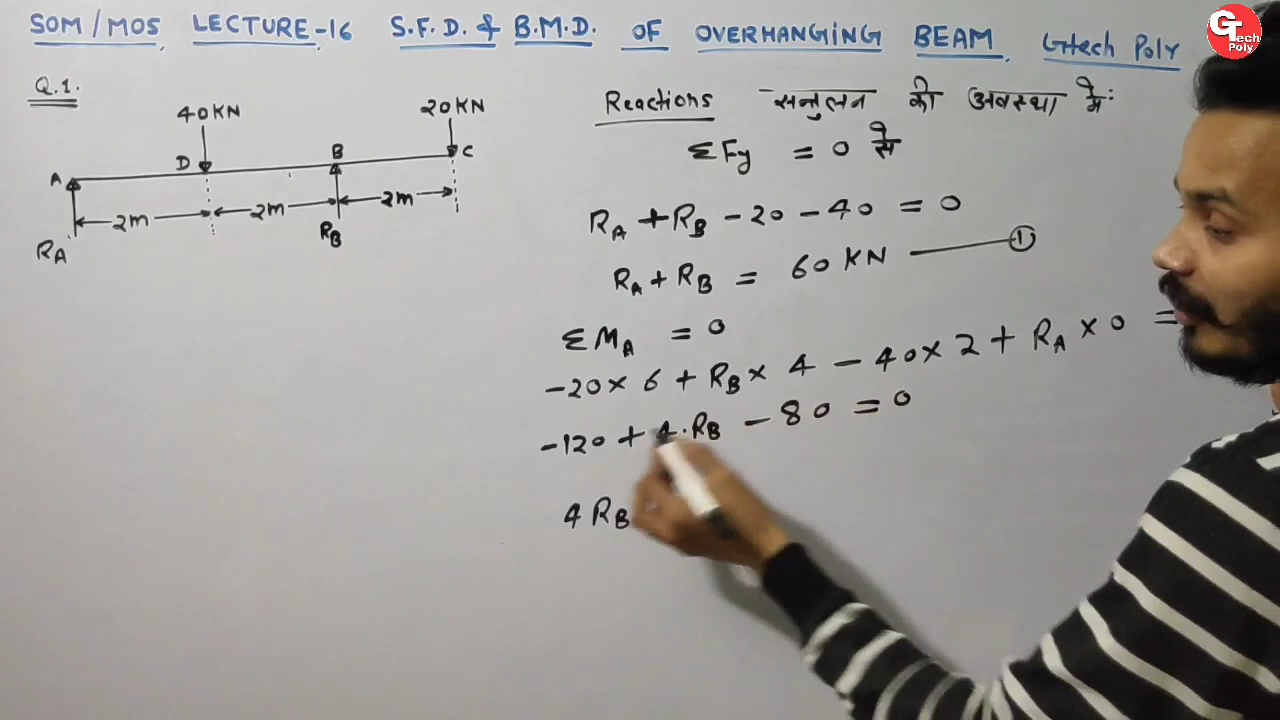 SOM/MOS, LECTURE-16 S.F.D. & B.M.D. OF OVERHANGING BEAM, GTech Poly
GTech Poly
Q.1.
40KN
20KN
A
D
B
C
2m
2m
2m
RA
RB
Reactions सन्तुलन की अवस्था में:
ΣFy = 0 से
RA + RB - 20 - 40 = 0
RA + RB = 60 KN ——— ①
ΣMA = 0
-20 × 6 + RB × 4 - 40 × 2 + RA × 0 =
-120 + 4·RB - 80 = 0
4 RB